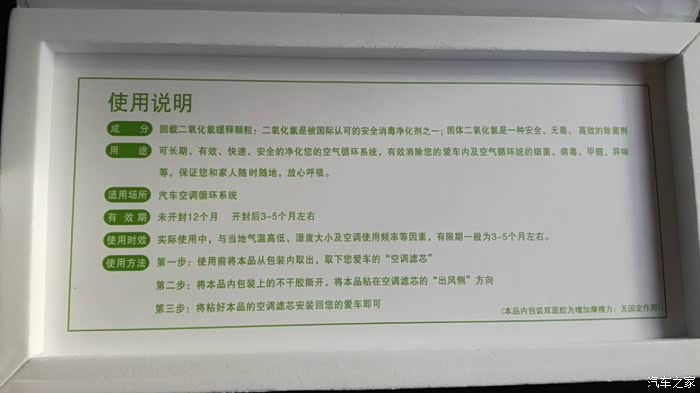 使用说明
成 分 固载二氧化氯缓释颗粒：二氧化氯是被国际认可的安全消毒净化剂之一；固体二氧化氯是一种安全、无毒、高效的除菌剂
用 途 可长期、有效、快速、安全的净化您的空气循环系统，有效消除您的爱车内及空气循环统的细菌、病毒、甲醛、异味
等，保证您和家人随时随地，放心呼吸。
适用场所 汽车空调循环系统
有 效 期 未开封12个月 开封后3-5个月左右
使用时效 实际使用中，与当地气温高低、湿度大小及空调使用频率等因素，有限期一般为3-5个月左右。
使用方法 第一步：使用前将本品从包装内取出，取下您爱车的“空调滤芯”
第二步：将本品内包装上的不干胶撕开，将本品粘在空调滤芯的“出风侧”方向
第三步：将粘好本品的空调滤芯安装回您的爱车即可
(本品内包装双面胶为增加摩擦力，无固定作用)
汽车之家